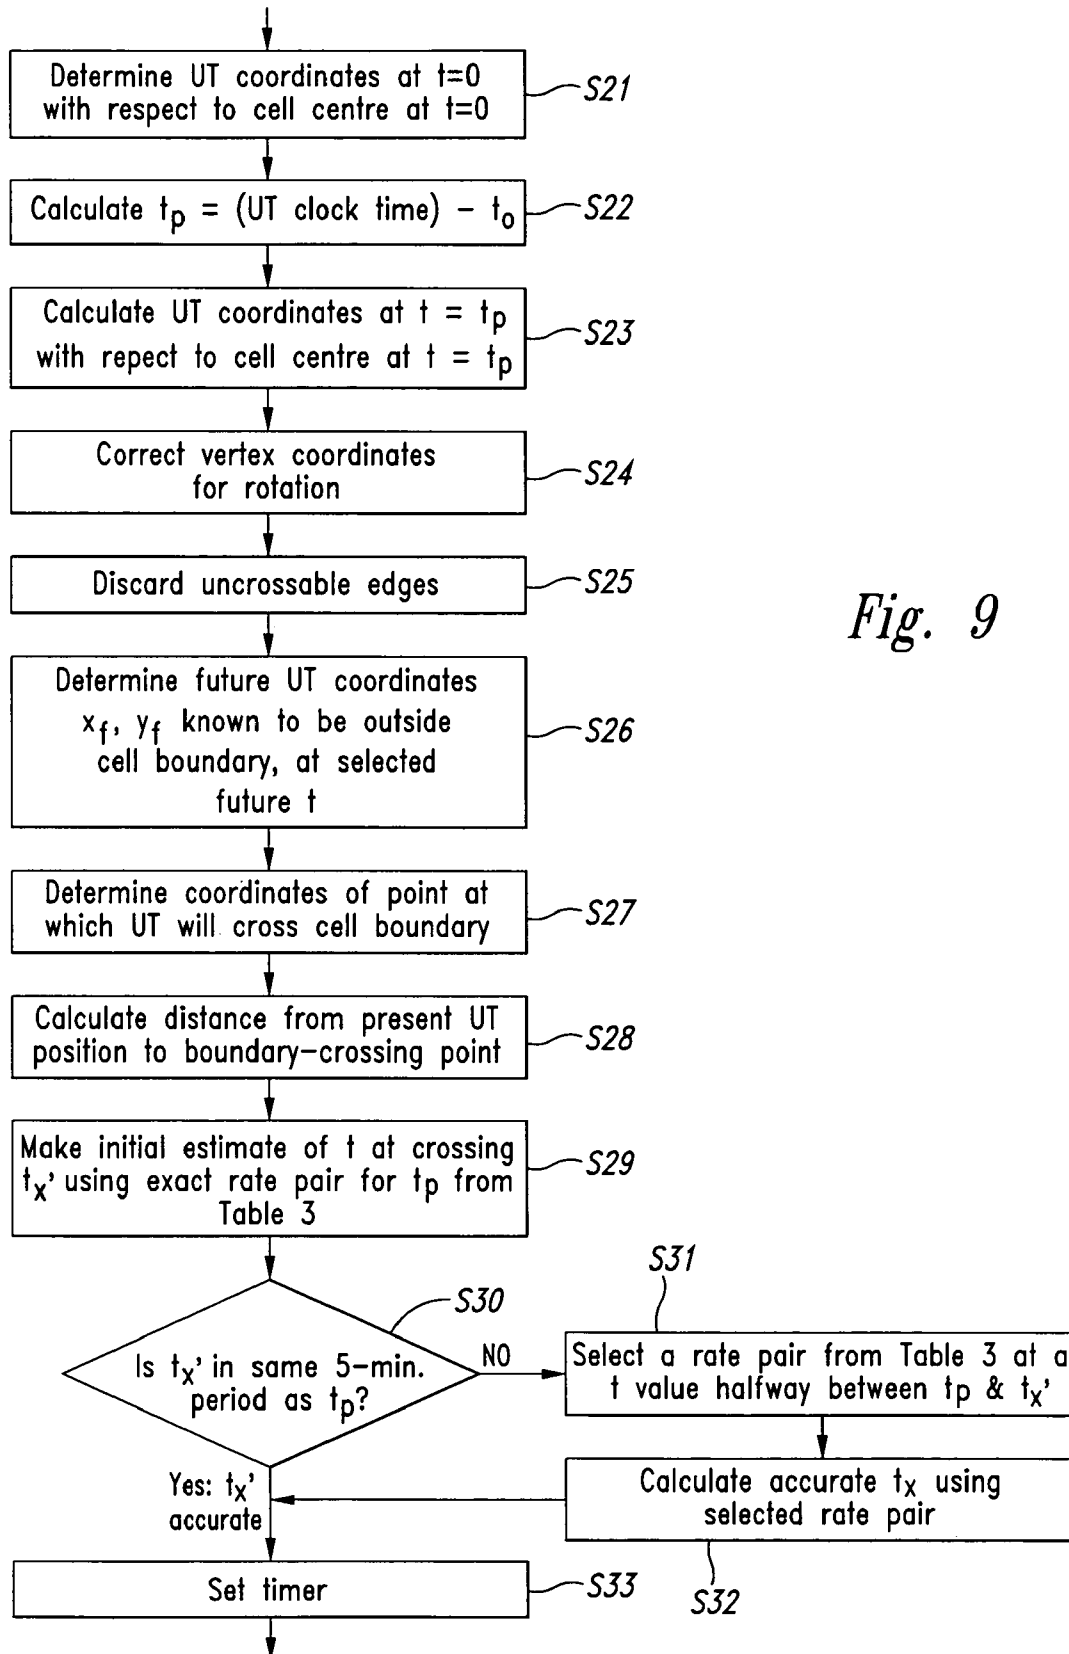 Determine UT coordinates at t=0
with respect to cell centre at t=0
S21
Calculate tp = (UT clock time) - to
S22
Calculate UT coordinates at t = tp
with repect to cell centre at t = tp
S23
Correct vertex coordinates
for rotation
S24
Discard uncrossable edges
S25
Fig. 9
Determine future UT coordinates
xf, yf known to be outside
cell boundary, at selected
future t
S26
Determine coordinates of point at
which UT will cross cell boundary
S27
Calculate distance from present UT
position to boundary-crossing point
S28
Make initial estimate of t at crossing
tx' using exact rate pair for tp from
Table 3
S29
Is tx' in same 5-min.
period as tp?
S30
NO
S31
Select a rate pair from Table 3 at a
t value halfway between tp & tx'
Calculate accurate tx using
selected rate pair
S32
Yes: tx'
accurate
Set timer
S33